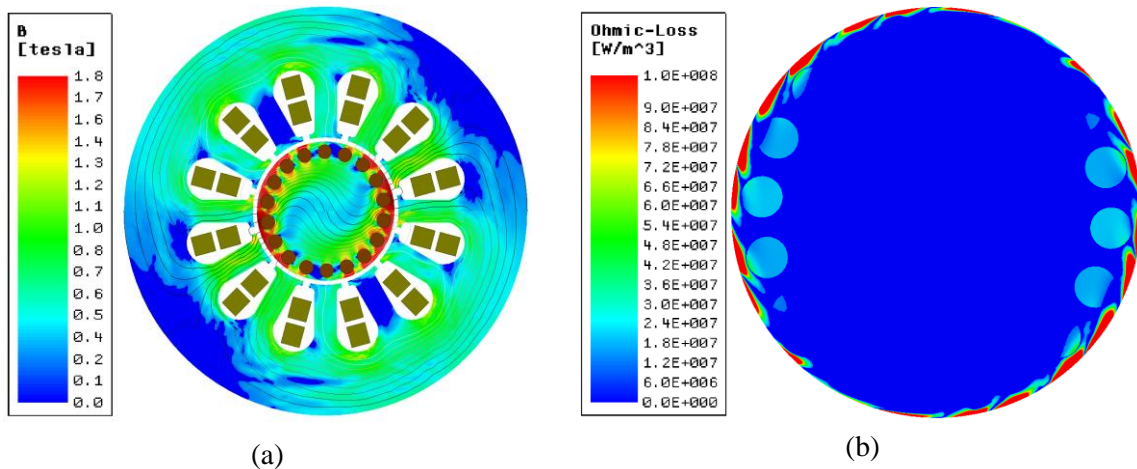 B
[tesla]
1.8
1.7
1.6
1.4
1.3
1.2
1.1
1.0
0.8
0.7
0.6
0.5
0.4
0.2
0.1
0.0
(a)
Ohmic-Loss
[W/m^3]
1.0E+008
9.0E+007
8.4E+007
7.8E+007
7.2E+007
6.6E+007
6.0E+007
5.4E+007
4.8E+007
4.2E+007
3.6E+007
3.0E+007
2.4E+007
1.8E+007
1.2E+007
6.0E+006
0.0E+000
(b)